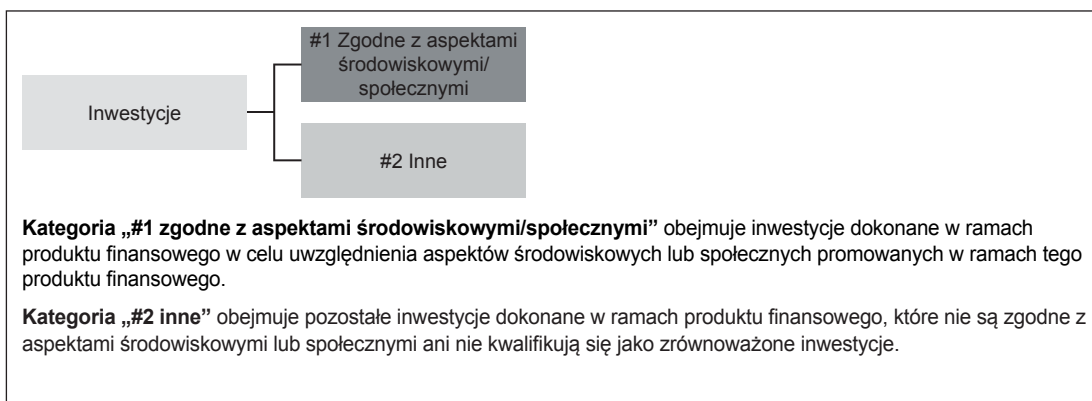 #1 Zgodne z aspektami
środowiskowymi/
społecznymi
Inwestycje
#2 Inne
Kategoria „#1 zgodne z aspektami środowiskowymi/społecznymi” obejmuje inwestycje dokonane w ramach
produktu finansowego w celu uwzględnienia aspektów środowiskowych lub społecznych promowanych w ramach tego
produktu finansowego.
Kategoria „#2 inne” obejmuje pozostałe inwestycje dokonane w ramach produktu finansowego, które nie są zgodne z
aspektami środowiskowymi lub społecznymi ani nie kwalifikują się jako zrównoważone inwestycje.